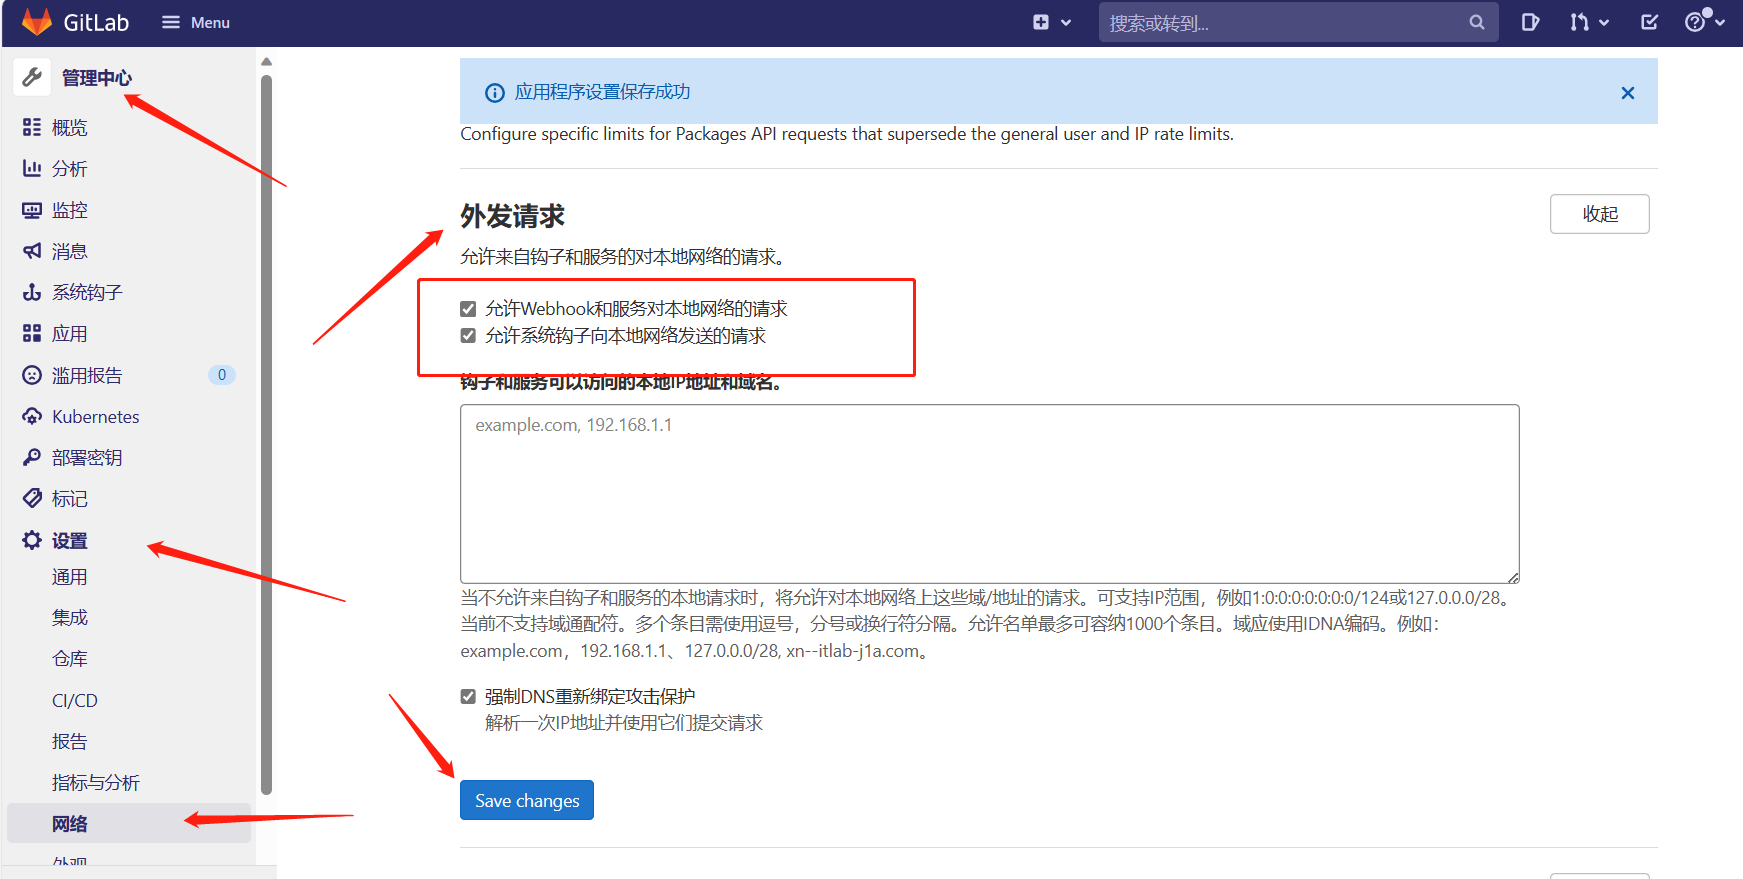 GitLab
Menu
搜索或转到...
管理中心
概览
分析
监控
消息
系统钩子
应用
滥用报告 0
Kubernetes
部署密钥
标记
设置
通用
集成
仓库
CI/CD
报告
指标与分析
网络
外观
应用程序设置保存成功
Configure specific limits for Packages API requests that supersede the general user and IP rate limits.
外发请求
收起
允许来自钩子和服务的对本地网络的请求。
允许Webhook和服务对本地网络的请求
允许系统钩子向本地网络发送的请求
钩子和服务可以访问的本地IP地址和域名。
example.com, 192.168.1.1
当不允许来自钩子和服务的本地请求时，将允许对本地网络上这些域/地址的请求。可支持IP范围，例如1:0:0:0:0:0:0:0/124或127.0.0.0/28。
当前不支持域通配符。多个条目需使用逗号，分号或换行符分隔。允许名单最多可容纳1000个条目。域应使用IDNA编码。例如：
example.com，192.168.1.1、127.0.0.0/28, xn--itlab-j1a.com。
强制DNS重新绑定攻击保护
解析一次IP地址并使用它们提交请求
Save changes